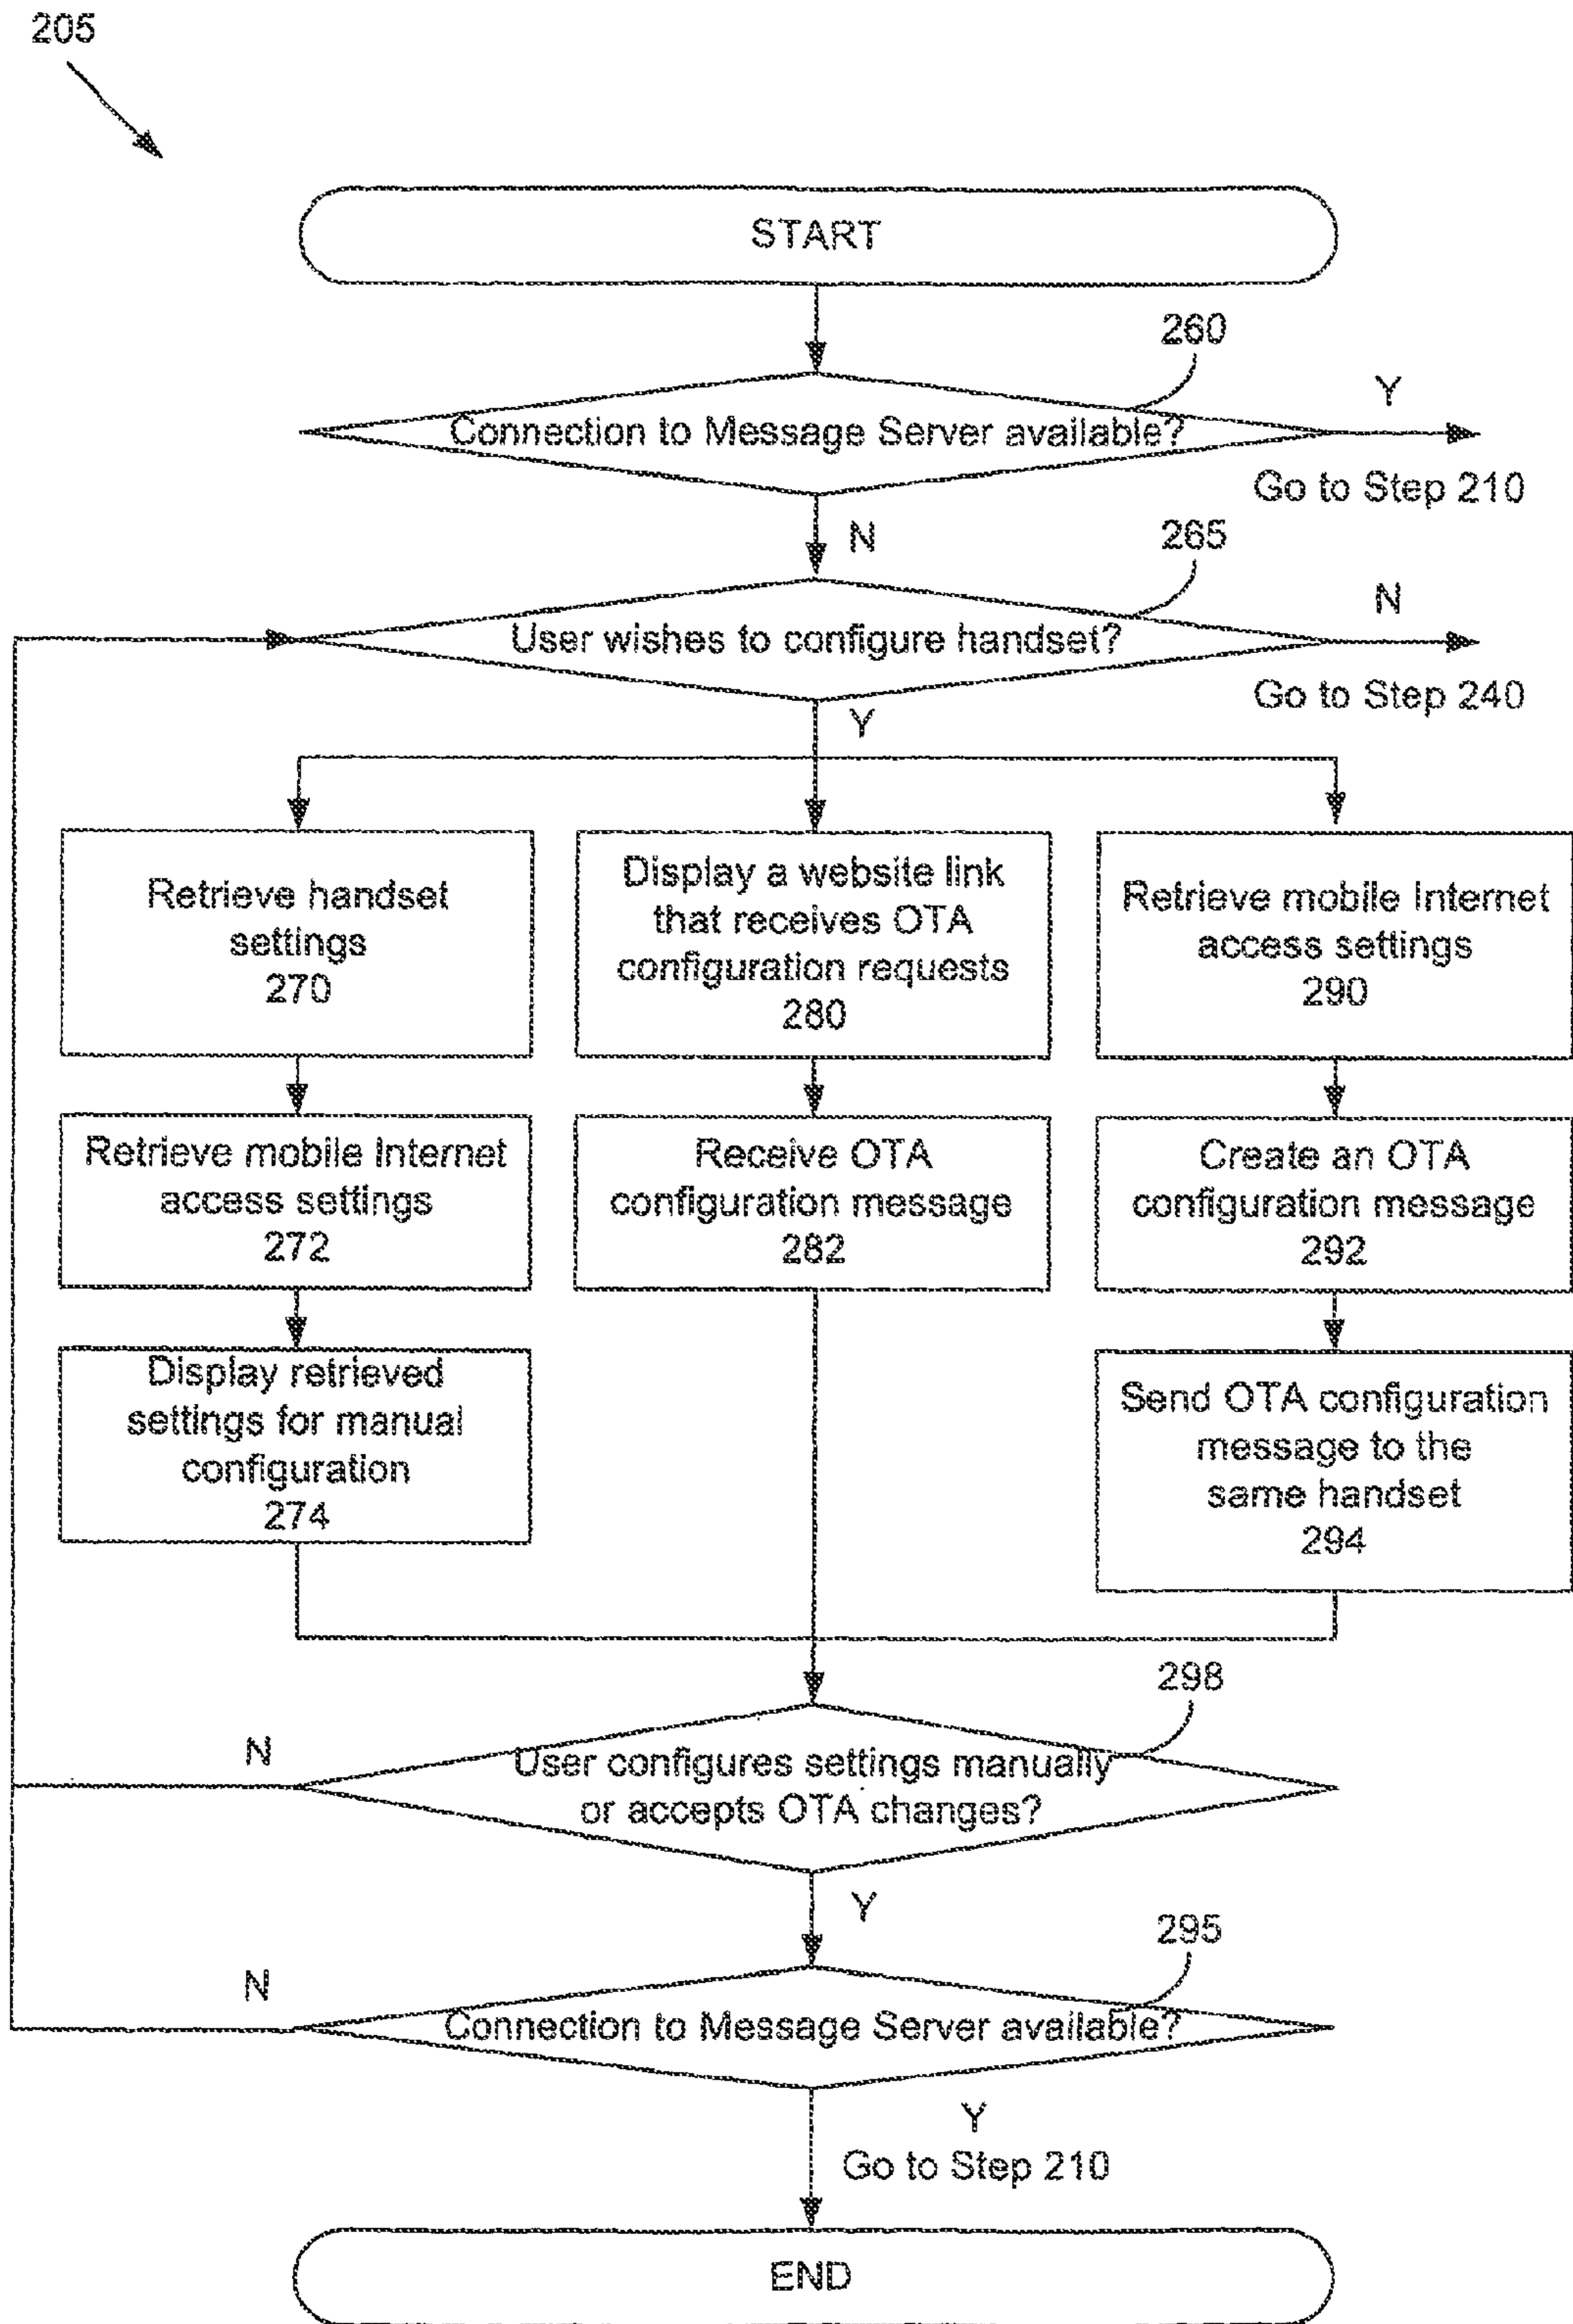 205
START
260
Connection to Message Server available?
Y
Go to Step 210
N
265
User wishes to configure handset?
N
Go to Step 240
Y
Retrieve handset
settings
270
Display a website link
that receives OTA
configuration requests
280
Retrieve mobile Internet
access settings
290
Retrieve mobile Internet
access settings
272
Receive OTA
configuration message
282
Create an OTA
configuration message
292
Display retrieved
settings for manual
configuration
274
Send OTA configuration
message to the
same handset
294
298
N
User configures settings manually
or accepts OTA changes?
Y
295
N
Connection to Message Server available?
Y
Go to Step 210
END